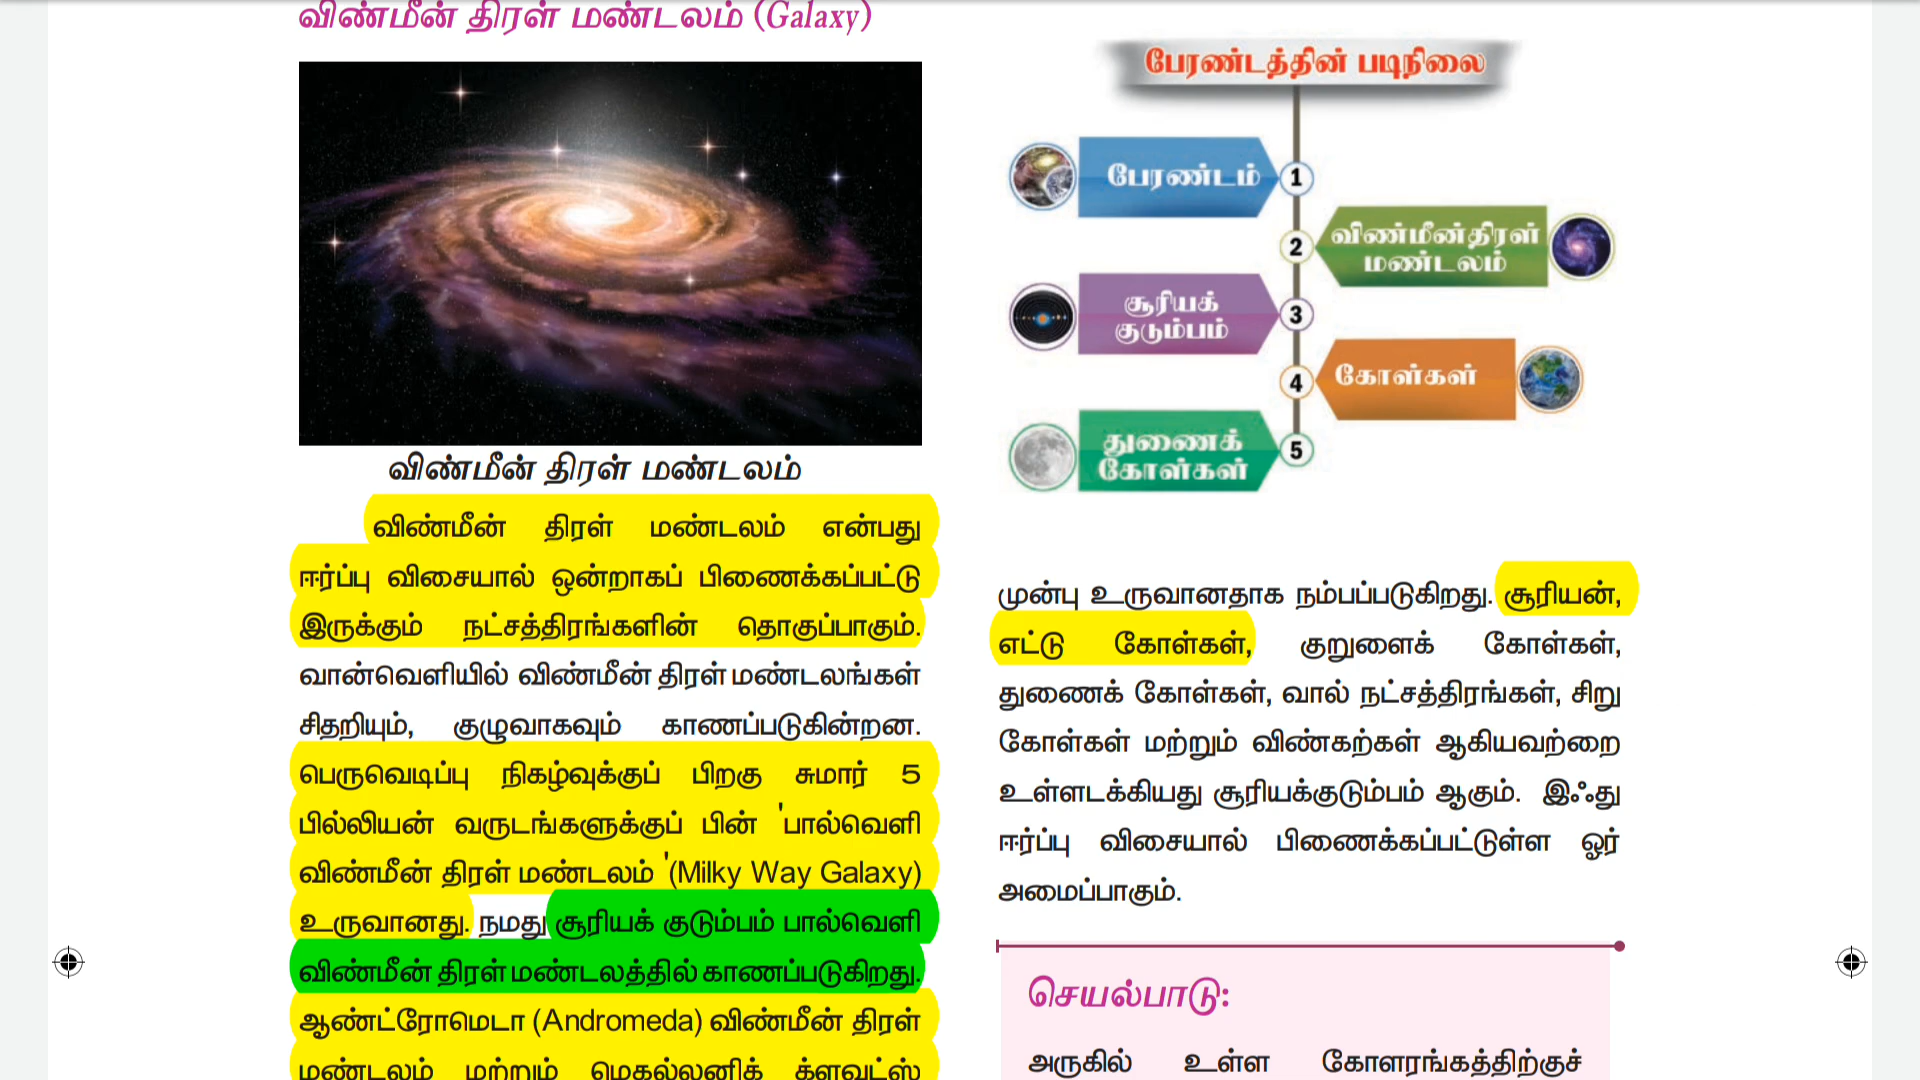 விண்மீன் திரள் மண்டலம் (Galaxy)
விண்மீன் திரள் மண்டலம்
விண்மீன் திரள் மண்டலம் என்பது
ஈர்ப்பு விசையால் ஒன்றாகப் பிணைக்கப்பட்டு
இருக்கும் நட்சத்திரங்களின் தொகுப்பாகும்.
வான்வெளியில் விண்மீன் திரள் மண்டலங்கள்
சிதறியும், குழுவாகவும் காணப்படுகின்றன.
பெருவெடிப்பு நிகழ்வுக்குப் பிறகு சுமார் 5
பில்லியன் வருடங்களுக்குப் பின் 'பால்வெளி
விண்மீன் திரள் மண்டலம் '(Milky Way Galaxy)
உருவானது. நமது சூரியக் குடும்பம் பால்வெளி
விண்மீன் திரள் மண்டலத்தில் காணப்படுகிறது.
ஆண்ட்ரோமெடா (Andromeda) விண்மீன் திரள்
மண்டலம் மற்றும் மெகல்லனிக் க்ளவுட்ஸ்
பேரண்டத்தின் படிநிலை
பேரண்டம் 1
2 விண்மீன்திரள்
மண்டலம்
சூரியக்
குடும்பம் 3
4 கோள்கள்
துணைக்
கோள்கள் 5
முன்பு உருவானதாக நம்பப்படுகிறது. சூரியன்,
எட்டு கோள்கள், குறுளைக் கோள்கள்,
துணைக் கோள்கள், வால் நட்சத்திரங்கள், சிறு
கோள்கள் மற்றும் விண்கற்கள் ஆகியவற்றை
உள்ளடக்கியது சூரியக்குடும்பம் ஆகும். இஃது
ஈர்ப்பு விசையால் பிணைக்கப்பட்டுள்ள ஓர்
அமைப்பாகும்.
செயல்பாடு:
அருகில் உள்ள கோளரங்கத்திற்குச்